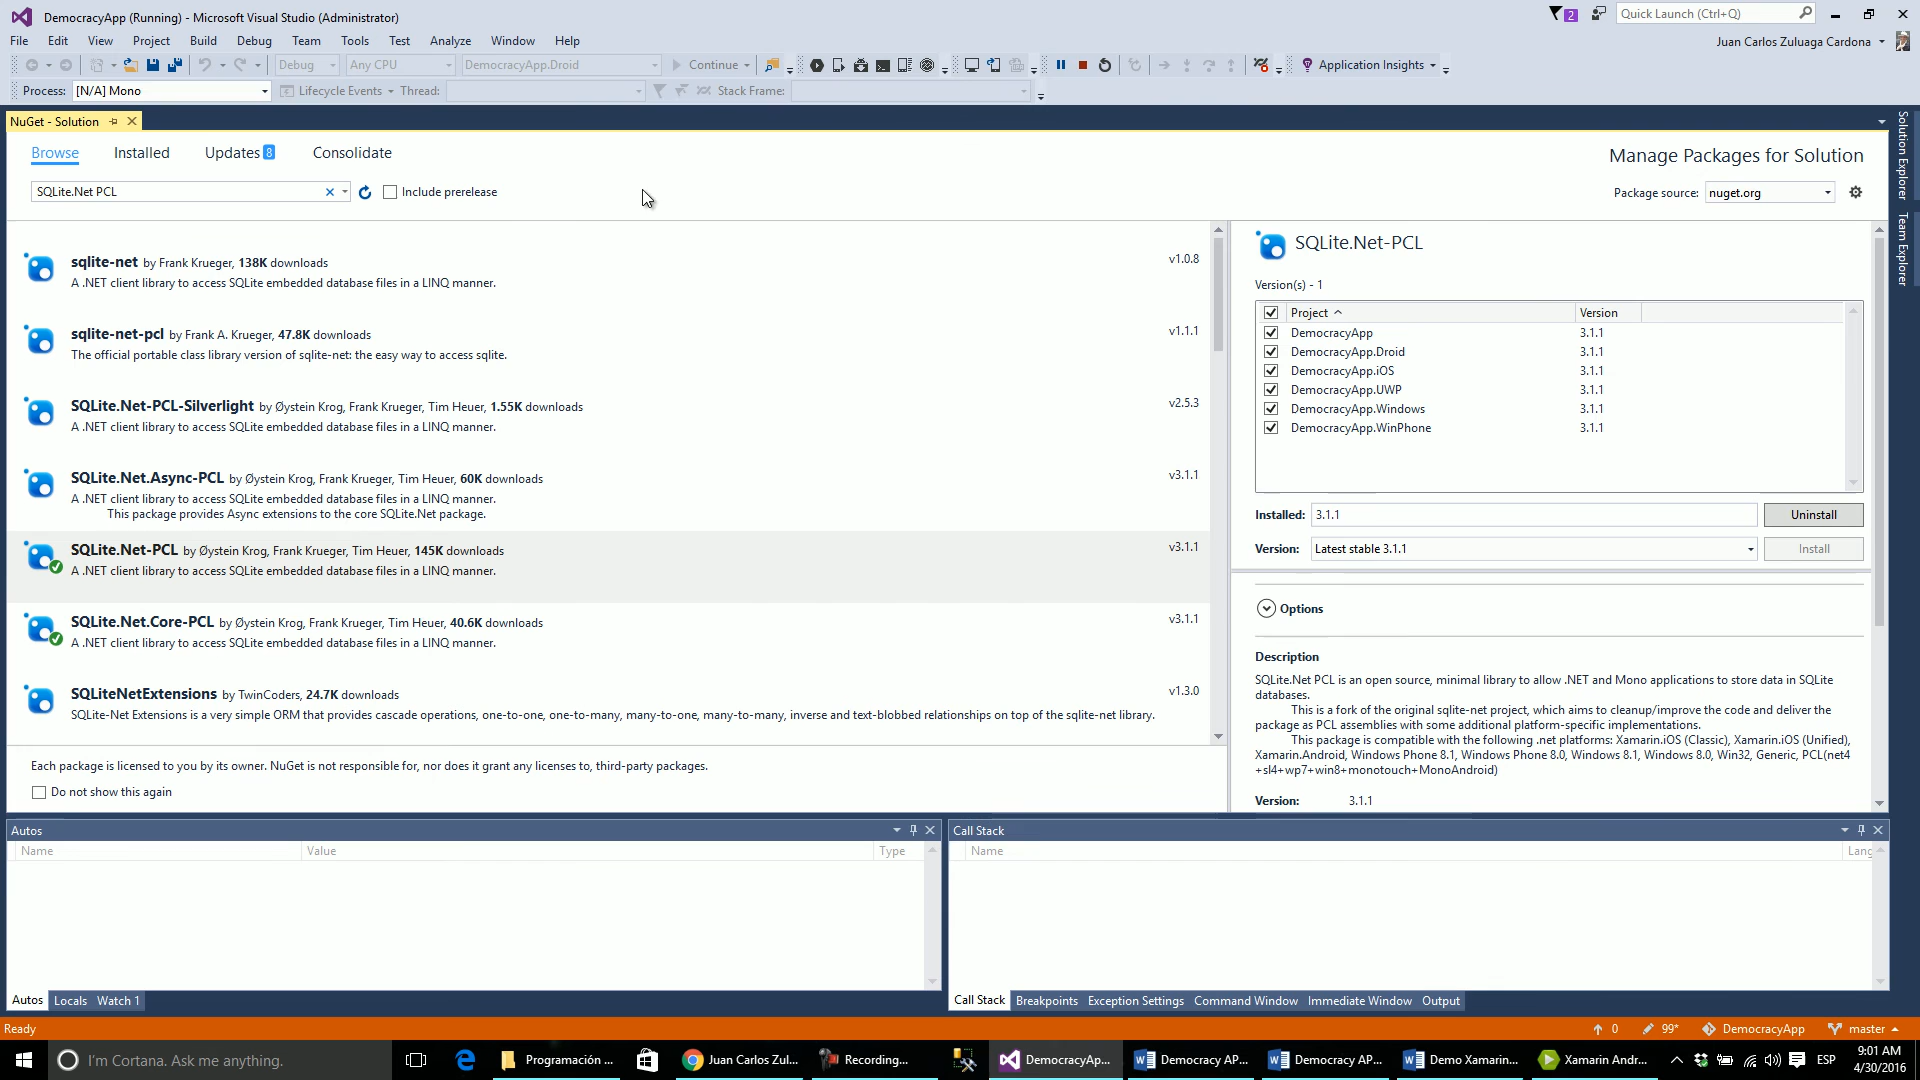 DemocracyApp (Running) - Microsoft Visual Studio (Administrator)
2
Quick Launch (Ctrl+Q)
File Edit View Project Build Debug Team Tools Test Analyze Window Help
Juan Carlos Zuluaga Cardona
Debug Any CPU DemocracyApp.Droid Continue Application Insights
Process: [N/A] Mono Lifecycle Events Thread: Stack Frame:
NuGet - Solution
Solution Explorer
Team Explorer
Browse Installed Updates 8 Consolidate
Manage Packages for Solution
SQLite.Net PCL
Include prerelease
Package source: nuget.org
sqlite-net by Frank Krueger, 138K downloads v1.0.8
A .NET client library to access SQLite embedded database files in a LINQ manner.
sqlite-net-pcl by Frank A. Krueger, 47.8K downloads v1.1.1
The official portable class library version of sqlite-net: the easy way to access sqlite.
SQLite.Net-PCL-Silverlight by Øystein Krog, Frank Krueger, Tim Heuer, 1.55K downloads v2.5.3
A .NET client library to access SQLite embedded database files in a LINQ manner.
SQLite.Net.Async-PCL by Øystein Krog, Frank Krueger, Tim Heuer, 60K downloads v3.1.1
A .NET client library to access SQLite embedded database files in a LINQ manner.
This package provides Async extensions to the core SQLite.Net package.
SQLite.Net-PCL by Øystein Krog, Frank Krueger, Tim Heuer, 145K downloads v3.1.1
A .NET client library to access SQLite embedded database files in a LINQ manner.
SQLite.Net.Core-PCL by Øystein Krog, Frank Krueger, Tim Heuer, 40.6K downloads v3.1.1
A .NET client library to access SQLite embedded database files in a LINQ manner.
SQLiteNetExtensions by TwinCoders, 24.7K downloads v1.3.0
SQLite-Net Extensions is a very simple ORM that provides cascade operations, one-to-one, one-to-many, many-to-one, many-to-many, inverse and text-blobbed relationships on top of the sqlite-net library.
Each package is licensed to you by its owner. NuGet is not responsible for, nor does it grant any licenses to, third-party packages.
Do not show this again
SQLite.Net-PCL
Version(s) - 1
Project Version
DemocracyApp 3.1.1
DemocracyApp.Droid 3.1.1
DemocracyApp.iOS 3.1.1
DemocracyApp.UWP 3.1.1
DemocracyApp.Windows 3.1.1
DemocracyApp.WinPhone 3.1.1
Installed: 3.1.1 Uninstall
Version: Latest stable 3.1.1 Install
Options
Description
SQLite.Net PCL is an open source, minimal library to allow .NET and Mono applications to store data in SQLite
databases.
This is a fork of the original sqlite-net project, which aims to cleanup/improve the code and deliver the
package as PCL assemblies with some additional platform-specific implementations.
This package is compatible with the following .net platforms: Xamarin.iOS (Classic), Xamarin.iOS (Unified),
Xamarin.Android, Windows Phone 8.1, Windows Phone 8.0, Windows 8.1, Windows 8.0, Win32, Generic, PCL(net4
+sl4+wp7+win8+monotouch+MonoAndroid)
Version: 3.1.1
Autos
Name Value Type
Autos Locals Watch 1
Call Stack
Name Lang
Call Stack Breakpoints Exception Settings Command Window Immediate Window Output
Ready
0 99* DemocracyApp master
I'm Cortana. Ask me anything.
Programación ... Juan Carlos Zul... Recording... DemocracyApp... Democracy AP... Democracy AP... Demo Xamarin... Xamarin Andr...
ESP
9:01 AM
4/30/2016